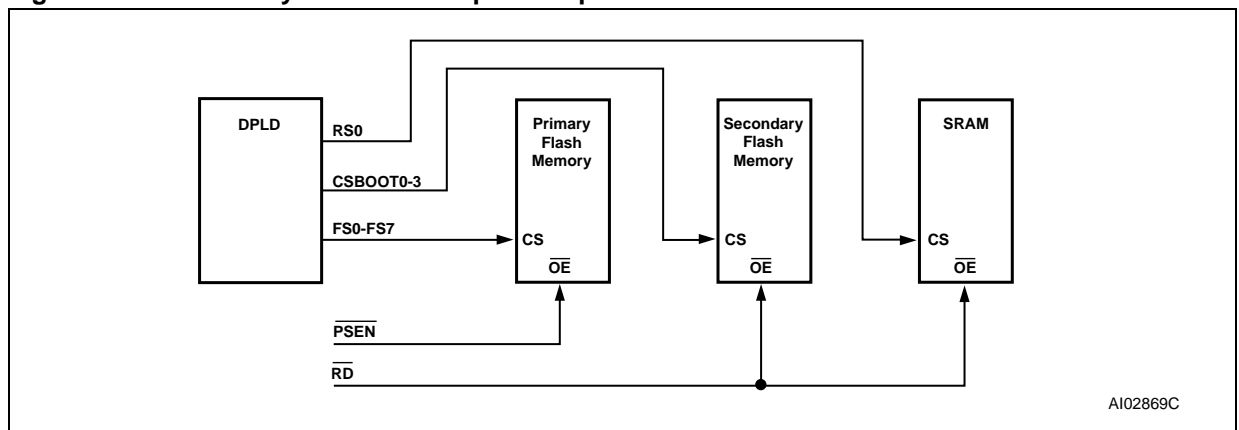 DPLD
RS0
CSBOOT0-3
FS0-FS7
Primary
Flash
Memory
CS
OE
Secondary
Flash
Memory
CS
OE
SRAM
CS
OE
PSEN
RD
AI02869C